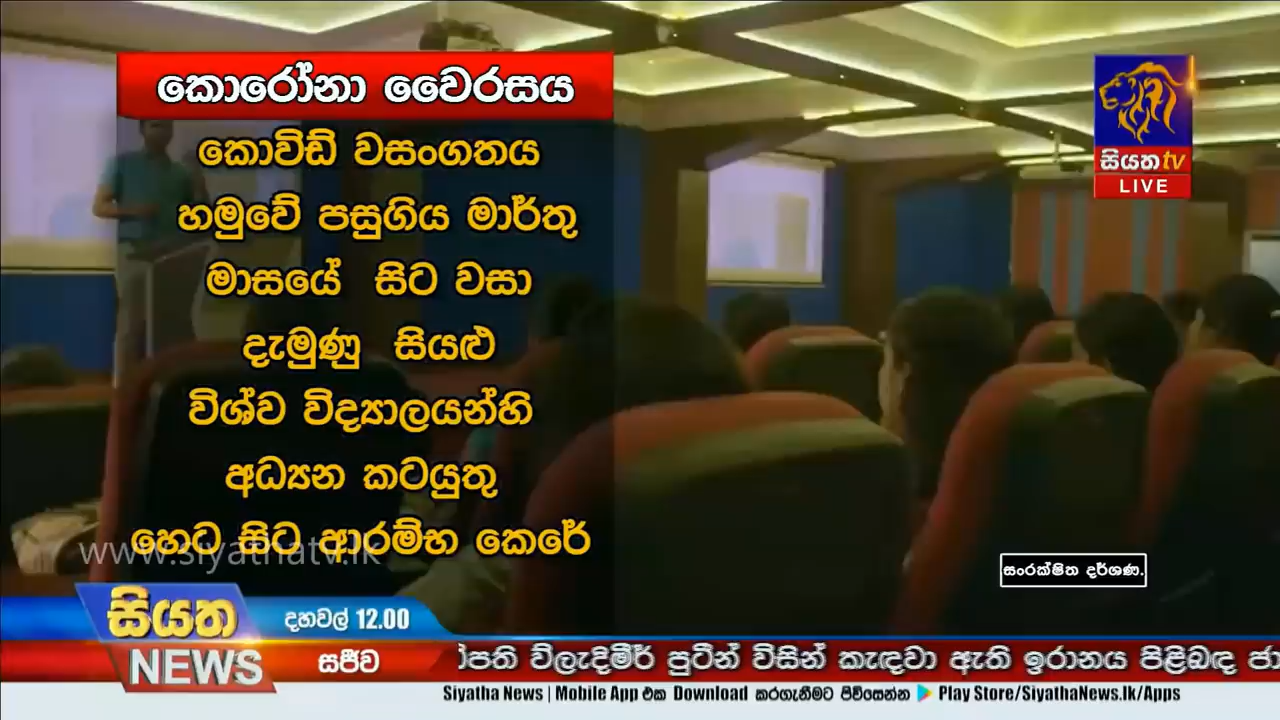 කොරෝනා වෛරසය
කොවිඩ් වසංගතය
හමුවේ පසුගිය මාර්තු
මාසයේ සිට වසා
දැමුණු සියළු
විශ්ව විද්‍යාලයන්හි
අධ්‍යන කටයුතු
හෙට සිට ආරම්භ කෙරේ
www.siyathatv.lk
සියත tv
LIVE
සංරක්ෂිත දර්ශණ.
සියත
NEWS
දහවල් 12.00
සජීව
විලැදිමීර් පුටින් විසින් කැඳවා ඇති ඉරානය පිළිබඳ
Siyatha News | Mobile App එක Download කරගැනීමට පිවිසෙන්න Play Store/SiyathaNews.lk/Apps